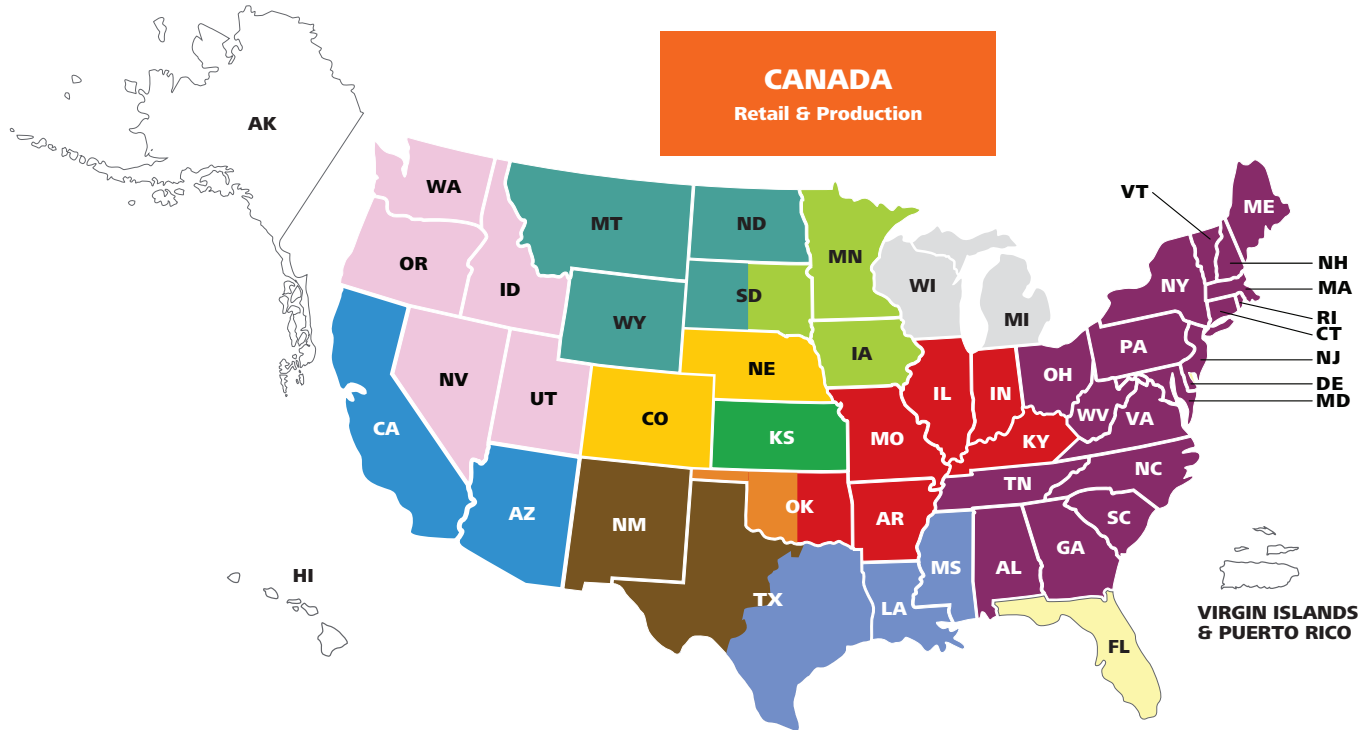 CANADA
Retail & Production
AK
WA
MT
ND
MN
VT
ME
OR
ID
SD
WI
NY
NH
MA
WY
MI
RI
CT
IA
PA
NJ
NV
UT
NE
OH
DE
MD
CA
CO
KS
MO
IL
IN
WV
VA
KY
AZ
NM
OK
AR
TN
NC
SC
HI
TX
LA
MS
AL
GA
FL
VIRGIN ISLANDS
& PUERTO RICO